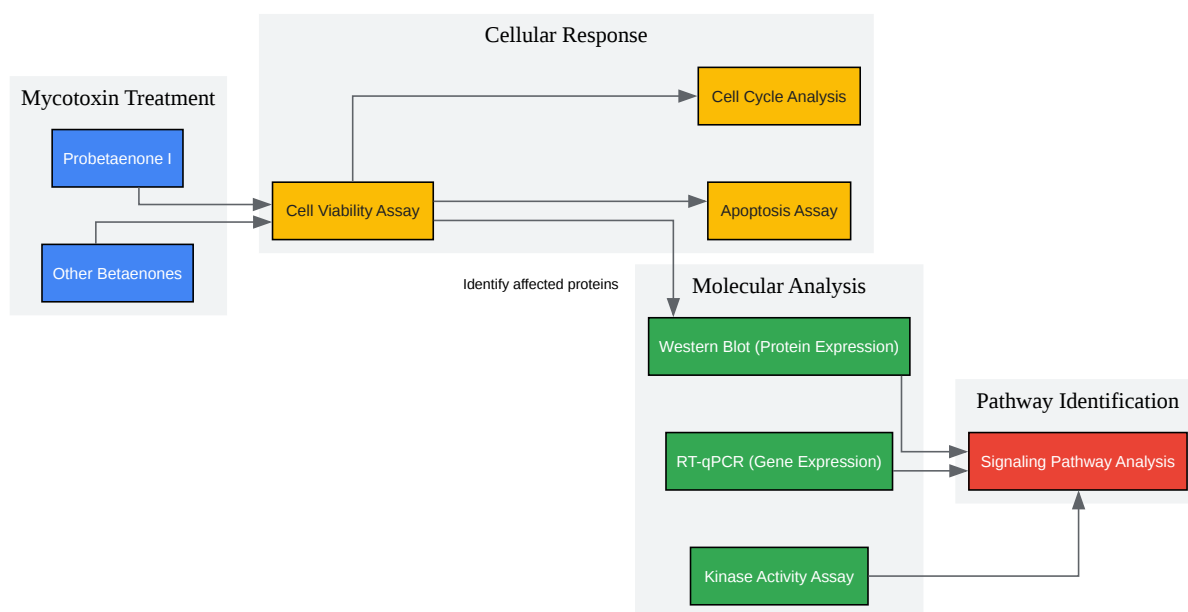 Mycotoxin Treatment
Probetaenone I
Other Betaenones
Cellular Response
Cell Cycle Analysis
Cell Viability Assay
Apoptosis Assay
Identify affected proteins
Molecular Analysis
Western Blot (Protein Expression)
RT-qPCR (Gene Expression)
Kinase Activity Assay
Pathway Identification
Signaling Pathway Analysis